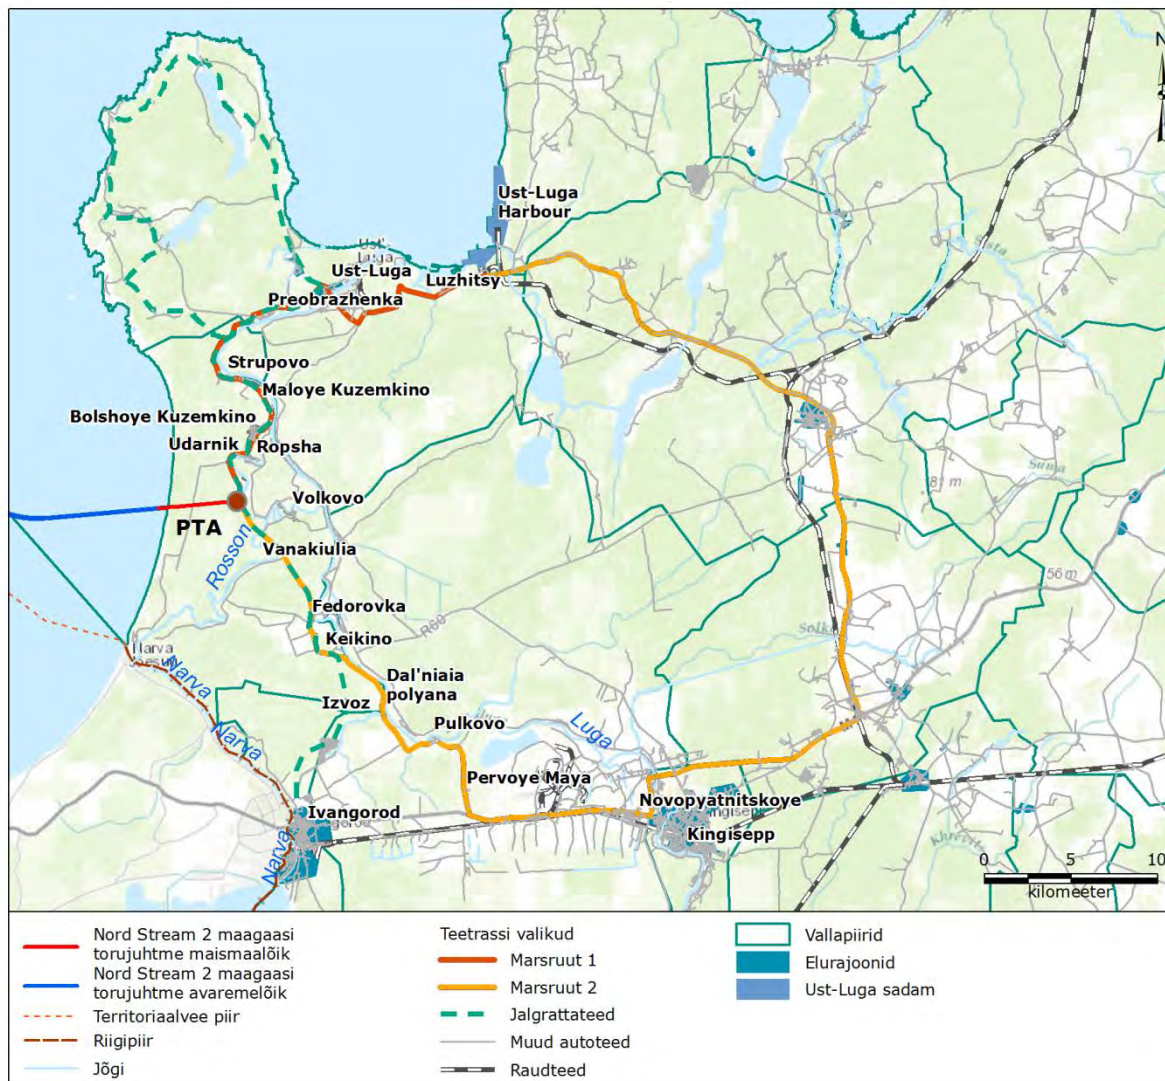 N
Ust-Luga
Harbour
Ust-
Luga
Ust-Luga
Luzhitsy
Preobrazhenka
Strupovo
Maloye Kuzemkino
Bolshoye Kuzemkino
Udarnik
Ropsha
Suma
81 m
Volkovo
PTA
Rosson
Vanakiulia
56 m
Fedorovka
R60
Keikino
Solka
Narva
Narva
Dal'niaia
polyana
Izvoz
Pulkovo
Luga
Pervoye Maya
Novopyatnitskoye
Ivangorod
Kingisepp
Narva
0 5 10
kilomeeter
Nord Stream 2 maagaasi
torujuhtme maismaalõik
Nord Stream 2 maagaasi
torujuhtme avaremelõik
Territoriaalvee piir
Riigipiir
Jõgi
Teetrassi valikud
Marsruut 1
Marsruut 2
Jalgrattateed
Muud autoteed
Raudteed
Vallapiirid
Elurajoonid
Ust-Luga sadam